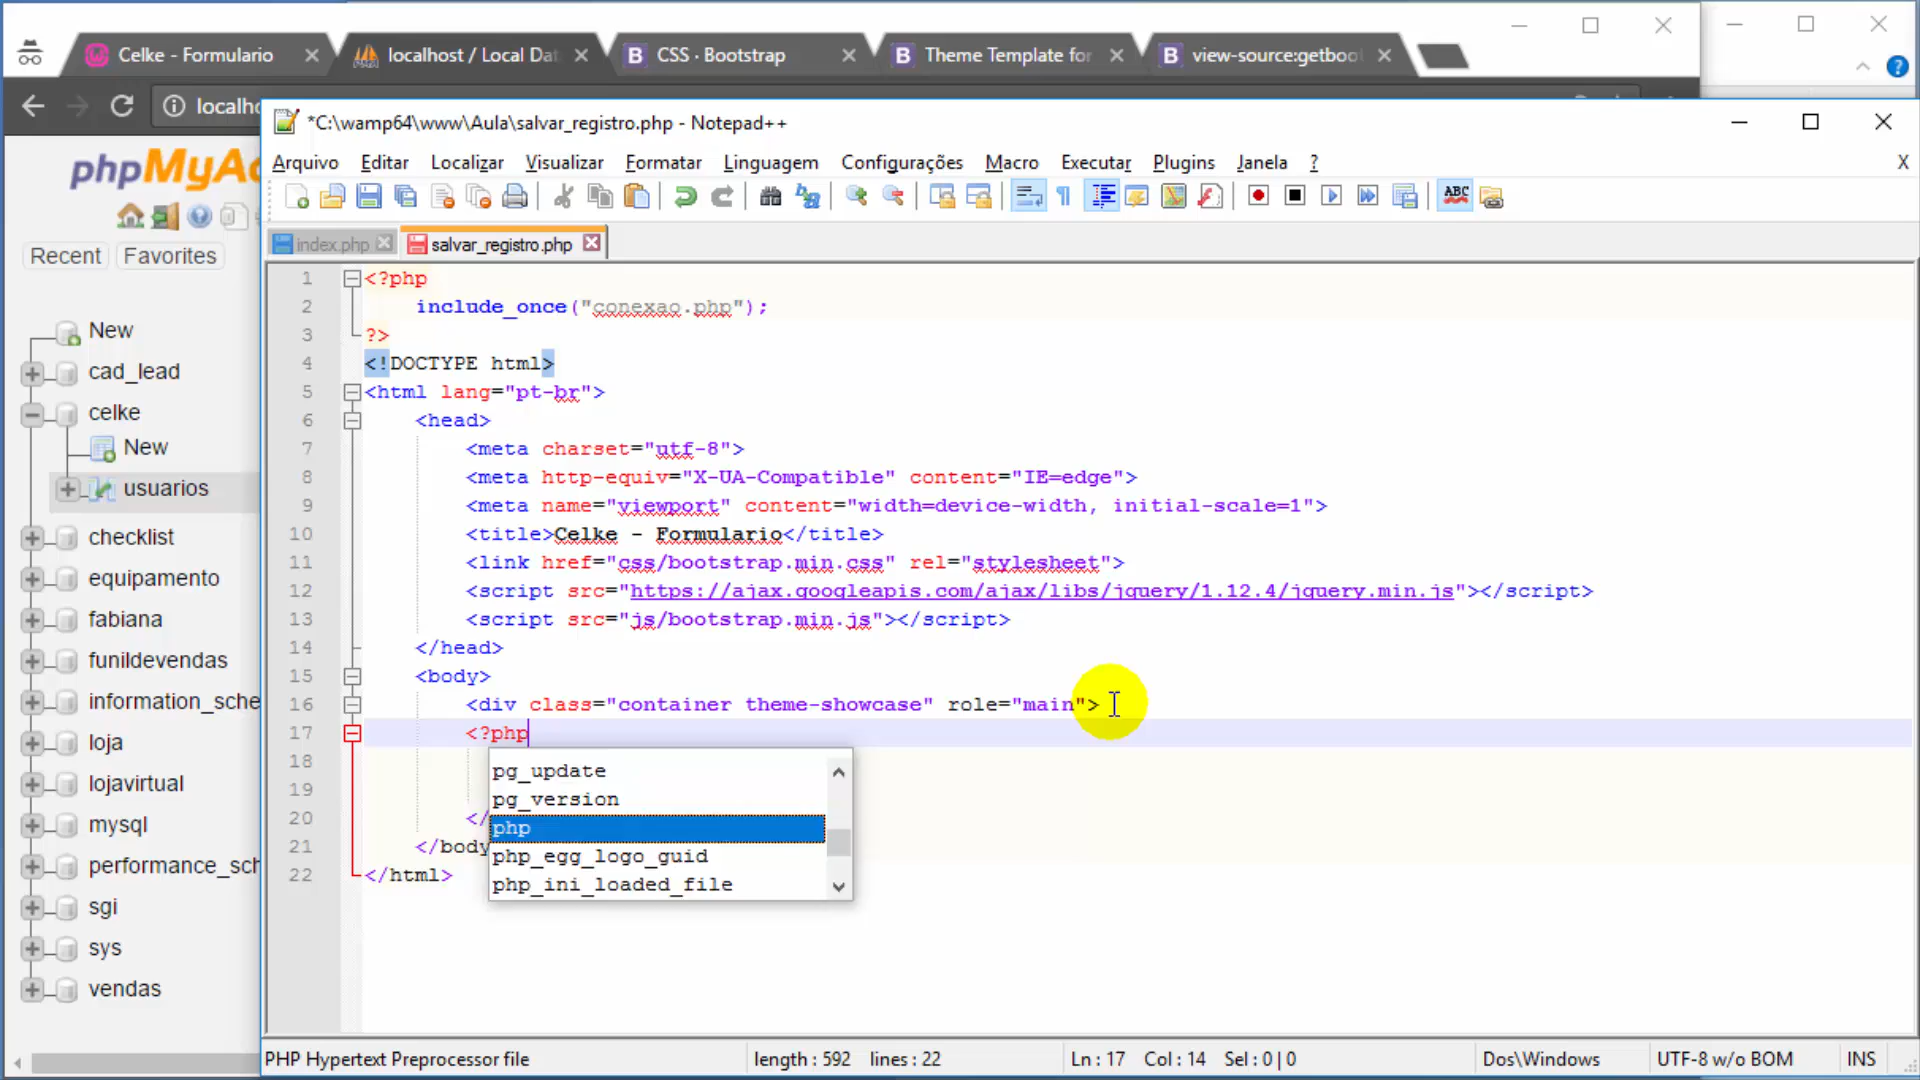 Celke - Formulario
localhost / Local Da
CSS · Bootstrap
Theme Template for
view-source:getboo
localh
*C:\wamp64\www\Aula\salvar_registro.php - Notepad++
Arquivo Editar Localizar Visualizar Formatar Linguagem Configurações Macro Executar Plugins Janela ? X
phpMyAd
ABC
Recent Favorites
index.php salvar_registro.php
New
cad_lead
celke
New
usuarios
checklist
equipamento
fabiana
funildevendas
information_sche
loja
lojavirtual
mysql
performance_sch
sgi
sys
vendas
1 <?php
2 include_once("conexao.php");
3 ?>
4 <!DOCTYPE html>
5 <html lang="pt-br">
6 <head>
7 <meta charset="utf-8">
8 <meta http-equiv="X-UA-Compatible" content="IE=edge">
9 <meta name="viewport" content="width=device-width, initial-scale=1">
10 <title>Celke - Formulario</title>
11 <link href="css/bootstrap.min.css" rel="stylesheet">
12 <script src="https://ajax.googleapis.com/ajax/libs/jquery/1.12.4/jquery.min.js"></script>
13 <script src="js/bootstrap.min.js"></script>
14 </head>
15 <body>
16 <div class="container theme-showcase" role="main">
17 <?php
18
19
20 </
21 </body
22 </html>
pg_update
pg_version
php
php_egg_logo_guid
php_ini_loaded_file
PHP Hypertext Preprocessor file length : 592 lines : 22 Ln : 17 Col : 14 Sel : 0 | 0 Dos\Windows UTF-8 w/o BOM INS